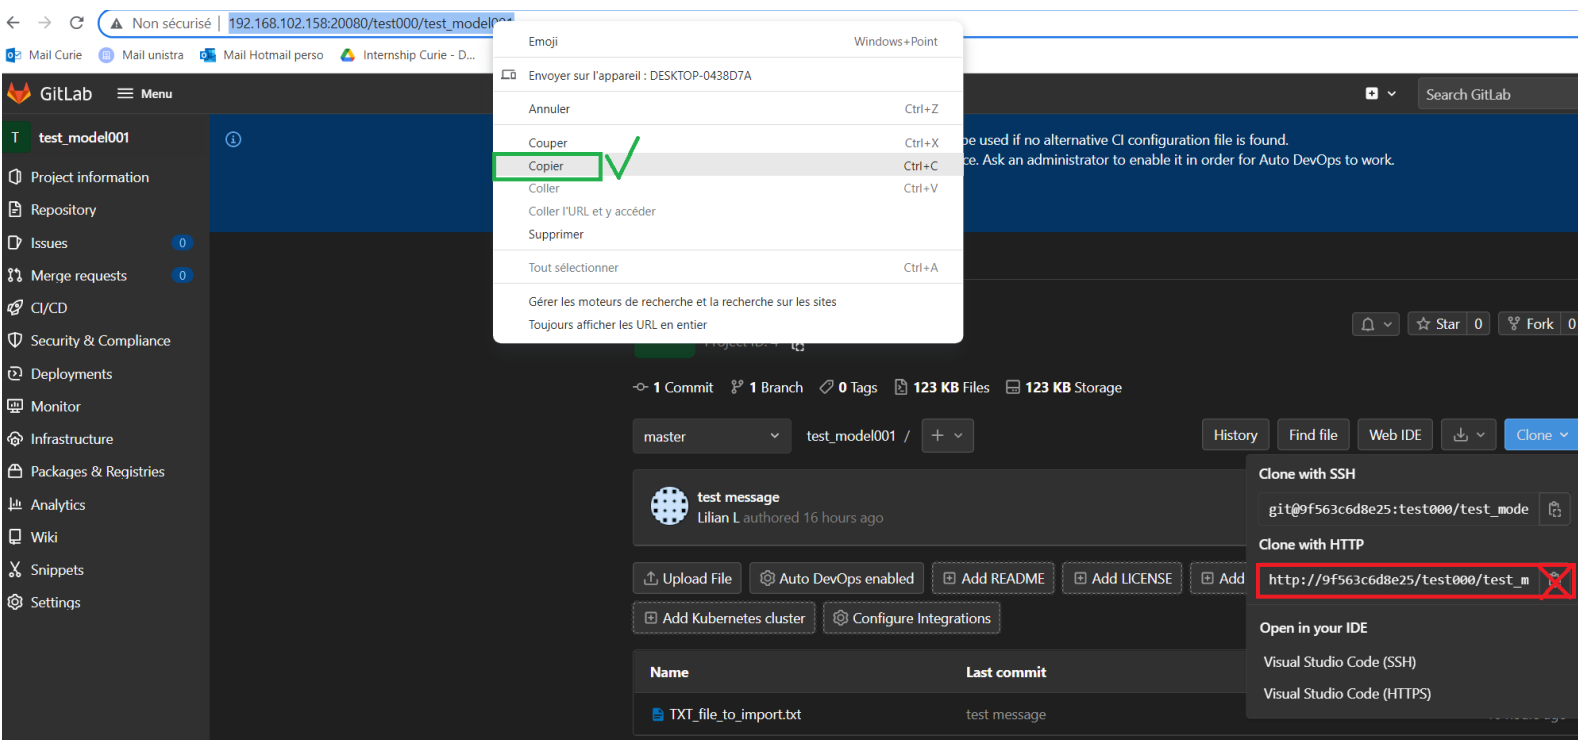 Non sécurisé | 192.168.102.158:20080/test000/test_model001
Mail Curie Mail unistra Mail Hotmail perso Internship Curie - D...
Emoji Windows+Point
Envoyer sur l'appareil : DESKTOP-0438D7A
Annuler Ctrl+Z
Couper Ctrl+X
Copier Ctrl+C
Coller Ctrl+V
Coller l'URL et y accéder
Supprimer
Tout sélectionner Ctrl+A
Gérer les moteurs de recherche et la recherche sur les sites
Toujours afficher les URL en entier
GitLab Menu
Search GitLab
T test_model001
Project information
Repository
Issues 0
Merge requests 0
CI/CD
Security & Compliance
Deployments
Monitor
Infrastructure
Packages & Registries
Analytics
Wiki
Snippets
Settings
be used if no alternative CI configuration file is found.
ce. Ask an administrator to enable it in order for Auto DevOps to work.
Project ID: 4
Star 0 Fork 0
1 Commit 1 Branch 0 Tags 123 KB Files 123 KB Storage
master test_model001 / +
History Find file Web IDE Clone
test message
Lilian L authored 16 hours ago
Upload File Auto DevOps enabled Add README Add LICENSE Add
Add Kubernetes cluster Configure Integrations
Name Last commit
TXT_file_to_import.txt test message
Clone with SSH
git@9f563c6d8e25:test000/test_mode
Clone with HTTP
http://9f563c6d8e25/test000/test_m
Open in your IDE
Visual Studio Code (SSH)
Visual Studio Code (HTTPS)